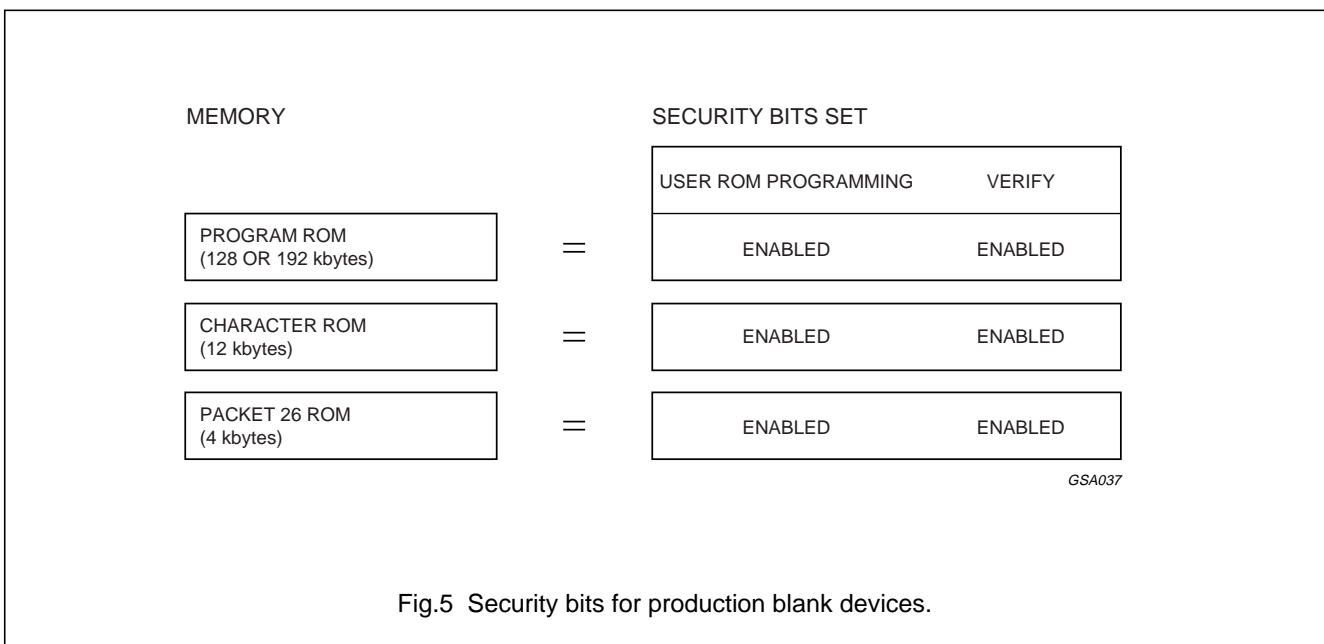 MEMORY SECURITY BITS SET
USER ROM PROGRAMMING VERIFY
PROGRAM ROM
(128 OR 192 kbytes)
= ENABLED ENABLED
CHARACTER ROM
(12 kbytes)
= ENABLED ENABLED
PACKET 26 ROM
(4 kbytes)
= ENABLED ENABLED
GSA037
Fig.5 Security bits for production blank devices.